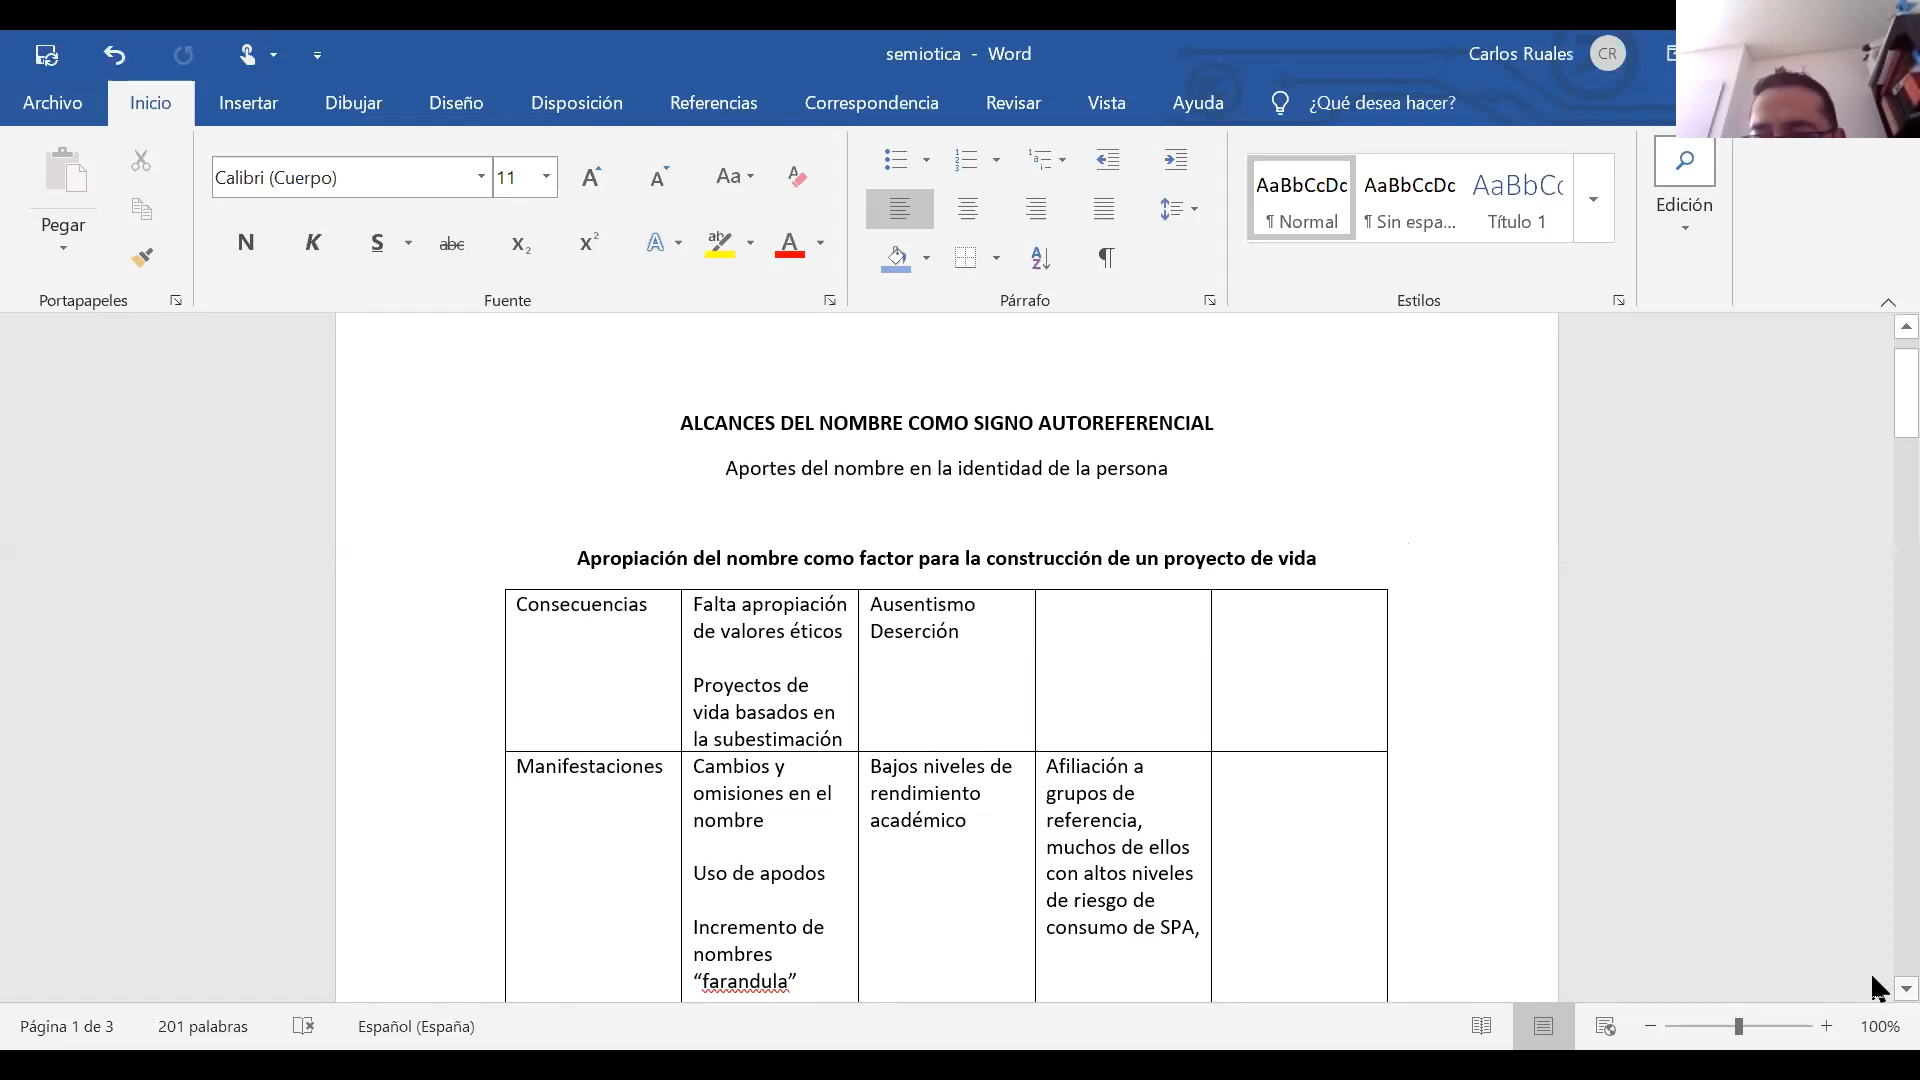 semiotica - Word
Carlos Ruales
CR
Archivo
Inicio
Insertar
Dibujar
Diseño
Disposición
Referencias
Correspondencia
Revisar
Vista
Ayuda
¿Qué desea hacer?
Pegar
Portapapeles
Calibri (Cuerpo)
11
Aa
N
K
S
abc
X₂
X²
Fuente
Párrafo
AaBbCcDc
¶ Normal
AaBbCcDc
¶ Sin espa...
AaBbCc
Título 1
Estilos
Edición
ALCANCES DEL NOMBRE COMO SIGNO AUTOREFERENCIAL
Aportes del nombre en la identidad de la persona
Apropiación del nombre como factor para la construcción de un proyecto de vida
Consecuencias
Falta apropiación
de valores éticos
Proyectos de
vida basados en
la subestimación
Ausentismo
Deserción
Manifestaciones
Cambios y
omisiones en el
nombre
Uso de apodos
Incremento de
nombres
“farandula”
Bajos niveles de
rendimiento
académico
Afiliación a
grupos de
referencia,
muchos de ellos
con altos niveles
de riesgo de
consumo de SPA,
Página 1 de 3
201 palabras
Español (España)
100%